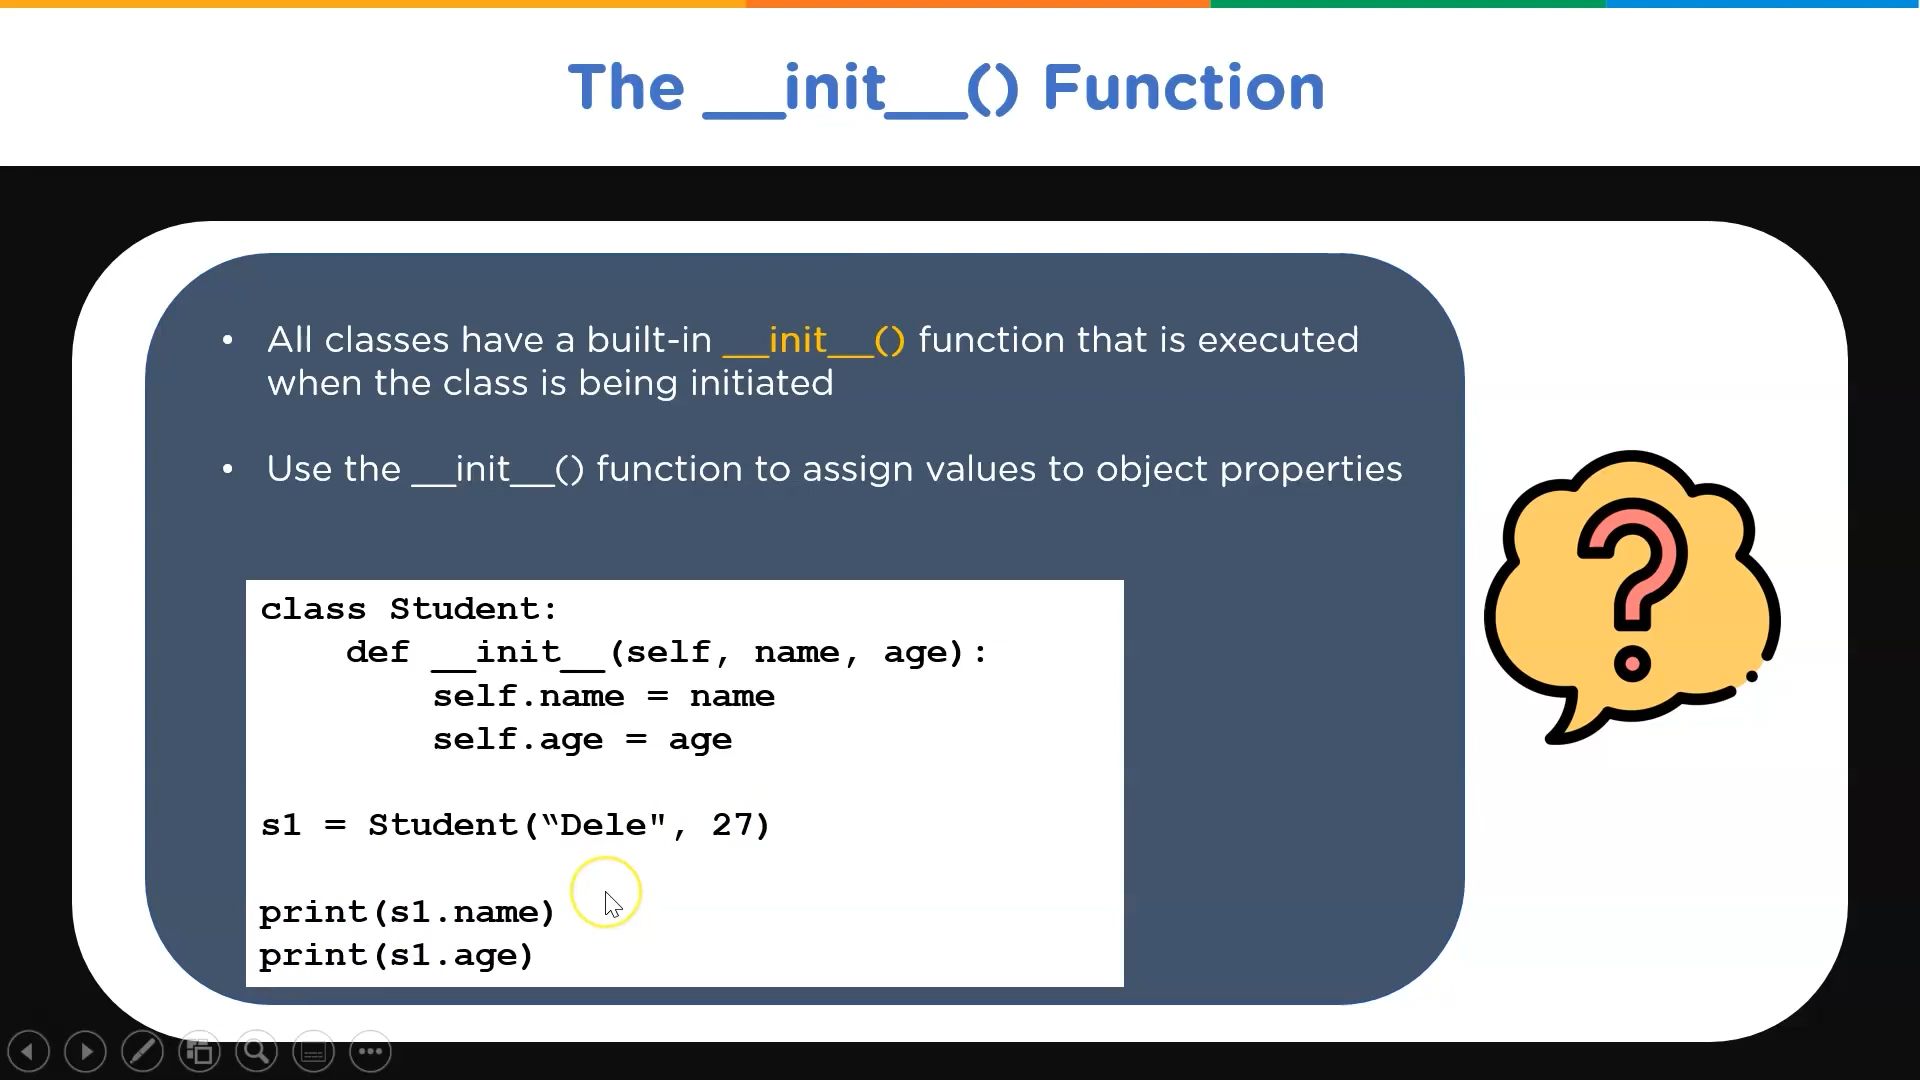 The __init__() Function
• All classes have a built-in __init__() function that is executed
when the class is being initiated
• Use the __init__() function to assign values to object properties
class Student:
    def __init__(self, name, age):
        self.name = name
        self.age = age
s1 = Student(“Dele", 27)
print(s1.name)
print(s1.age)